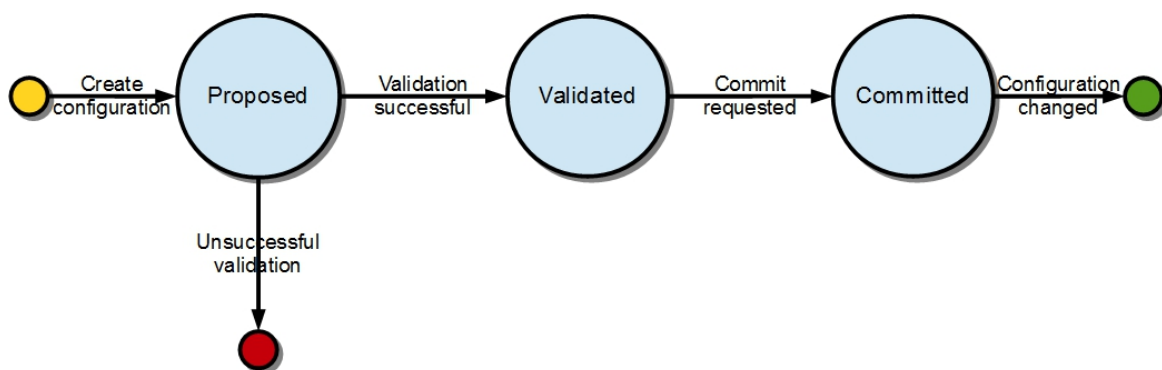 Create
configuration
Proposed
Validation
successful
Validated
Commit
requested
Committed
Configuration
changed
Unsuccessful
validation